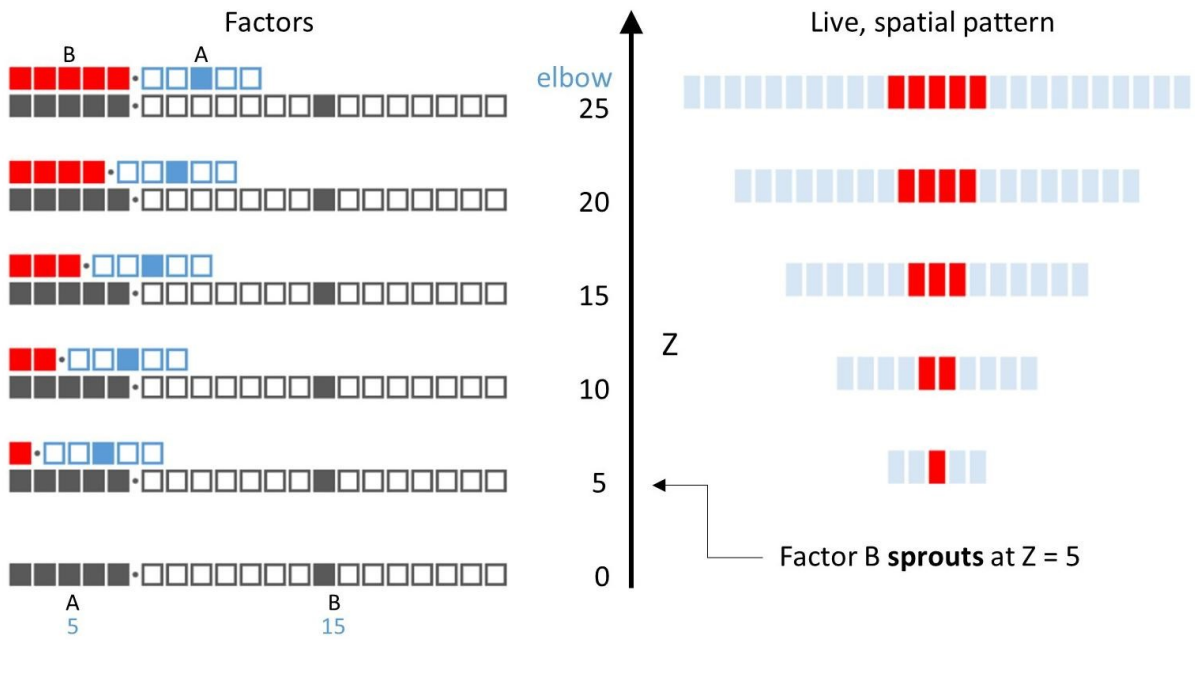 Factors
Live, spatial pattern
B A
elbow
25
20
15
Z
10
5
Factor B sprouts at Z = 5
0
A B
5 15